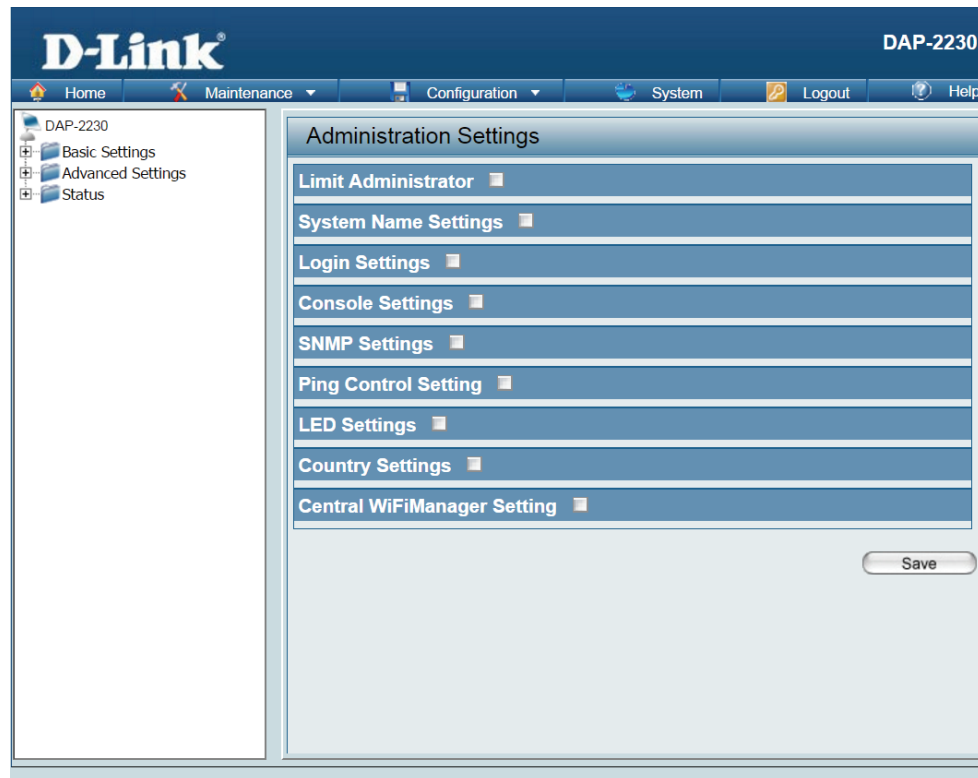 D-Link®
DAP-2230
Home Maintenance Configuration System Logout Help
DAP-2230
Basic Settings
Advanced Settings
Status
Administration Settings
Limit Administrator
System Name Settings
Login Settings
Console Settings
SNMP Settings
Ping Control Setting
LED Settings
Country Settings
Central WiFiManager Setting
Save